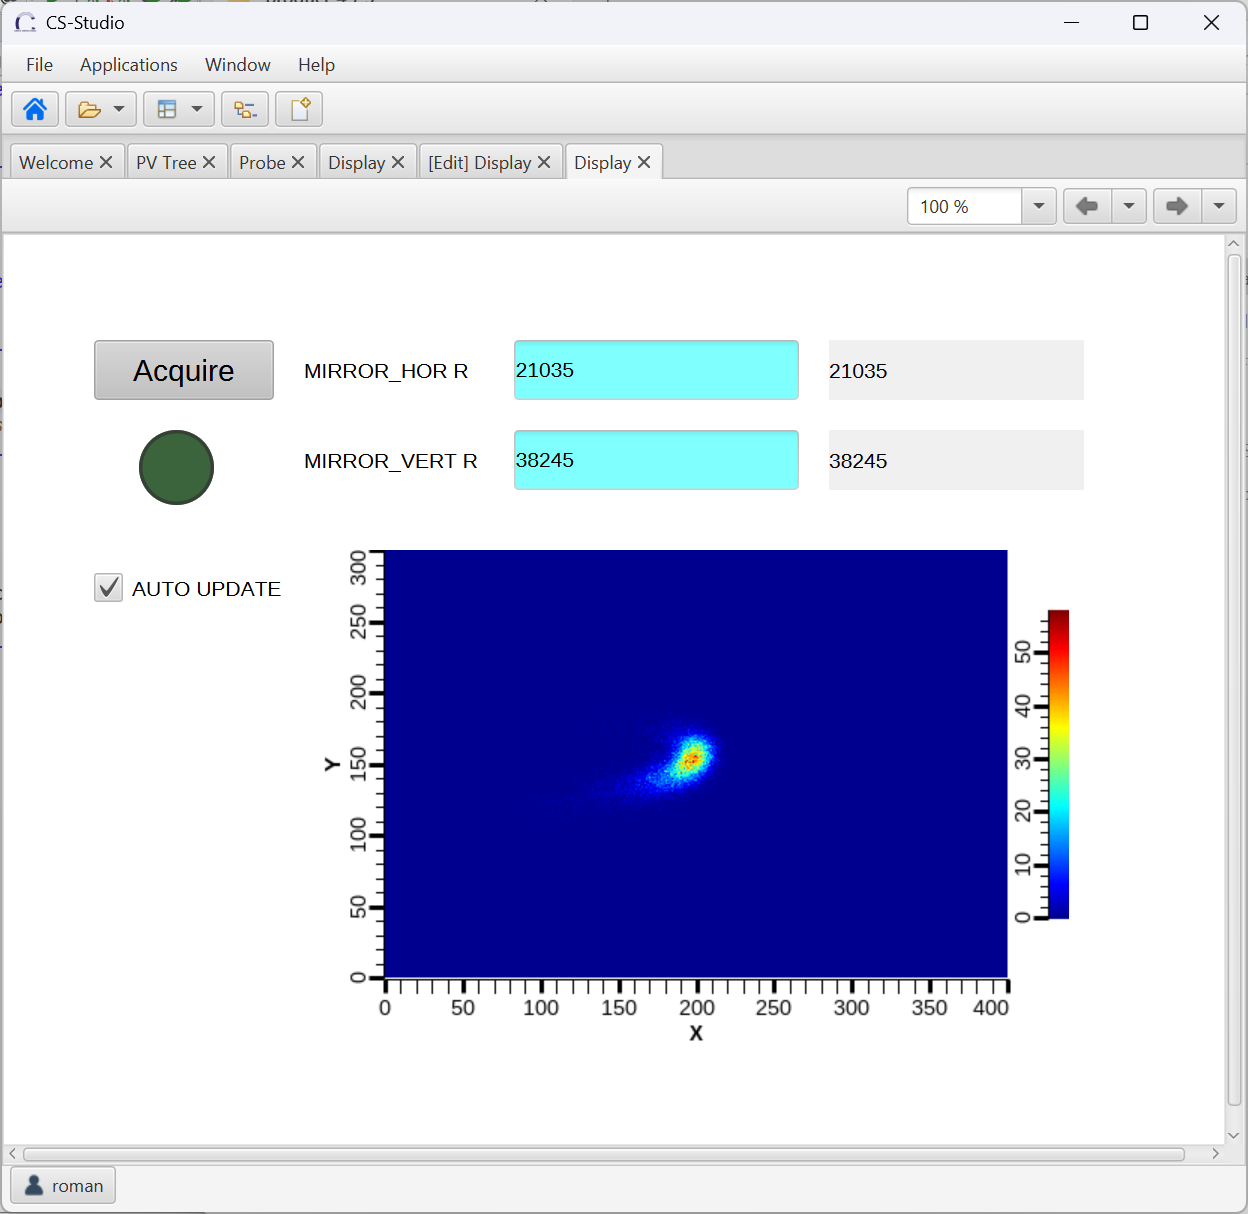 CS-Studio
File Applications Window Help
Welcome PV Tree Probe Display [Edit] Display Display
100 %
Acquire MIRROR_HOR R 21035 21035
MIRROR_VERT R 38245 38245
AUTO UPDATE
300
250
200
150
100
50
0
Y
0 50 100 150 200 250 300 350 400
X
50
40
30
20
10
0
roman